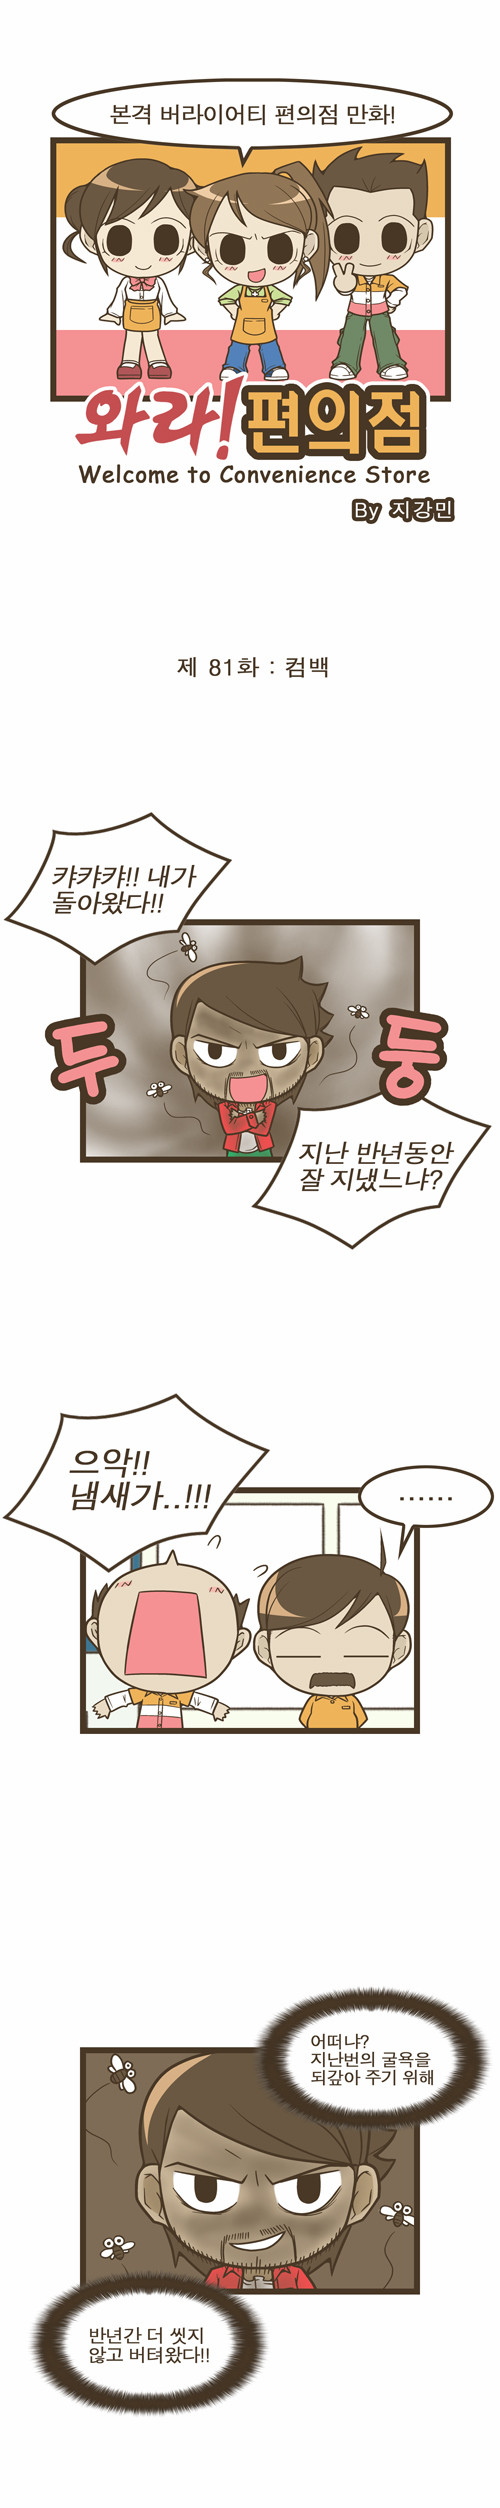 본격 버라이어티 편의점 만화!
와라! 편의점
Welcome to Convenience Store
By 지강민
제 81화 : 컴백
캬캬캬!! 내가
돌아왔다!!
두 둥
지난 반년동안
잘 지냈느냐?
으악!!
냄새가..!!!
......
어떠냐?
지난번의 굴욕을
되갚아 주기 위해
반년간 더 씻지
않고 버텨왔다!!